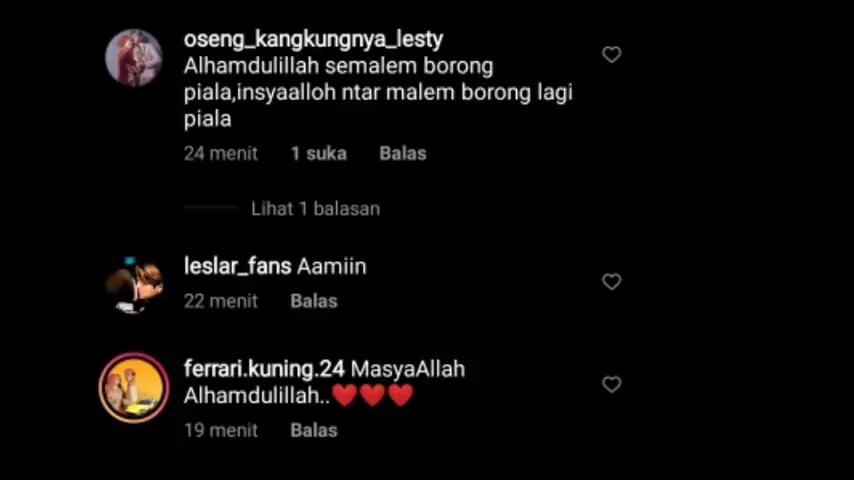 oseng_kangkungnya_lesty
Alhamdulillah semalem borong
piala,insyaalloh ntar malem borong lagi
piala
24 menit 1 suka Balas
Lihat 1 balasan
leslar_fans Aamiin
22 menit Balas
ferrari.kuning.24 MasyaAllah
Alhamdulillah..❤️❤️❤️
19 menit Balas